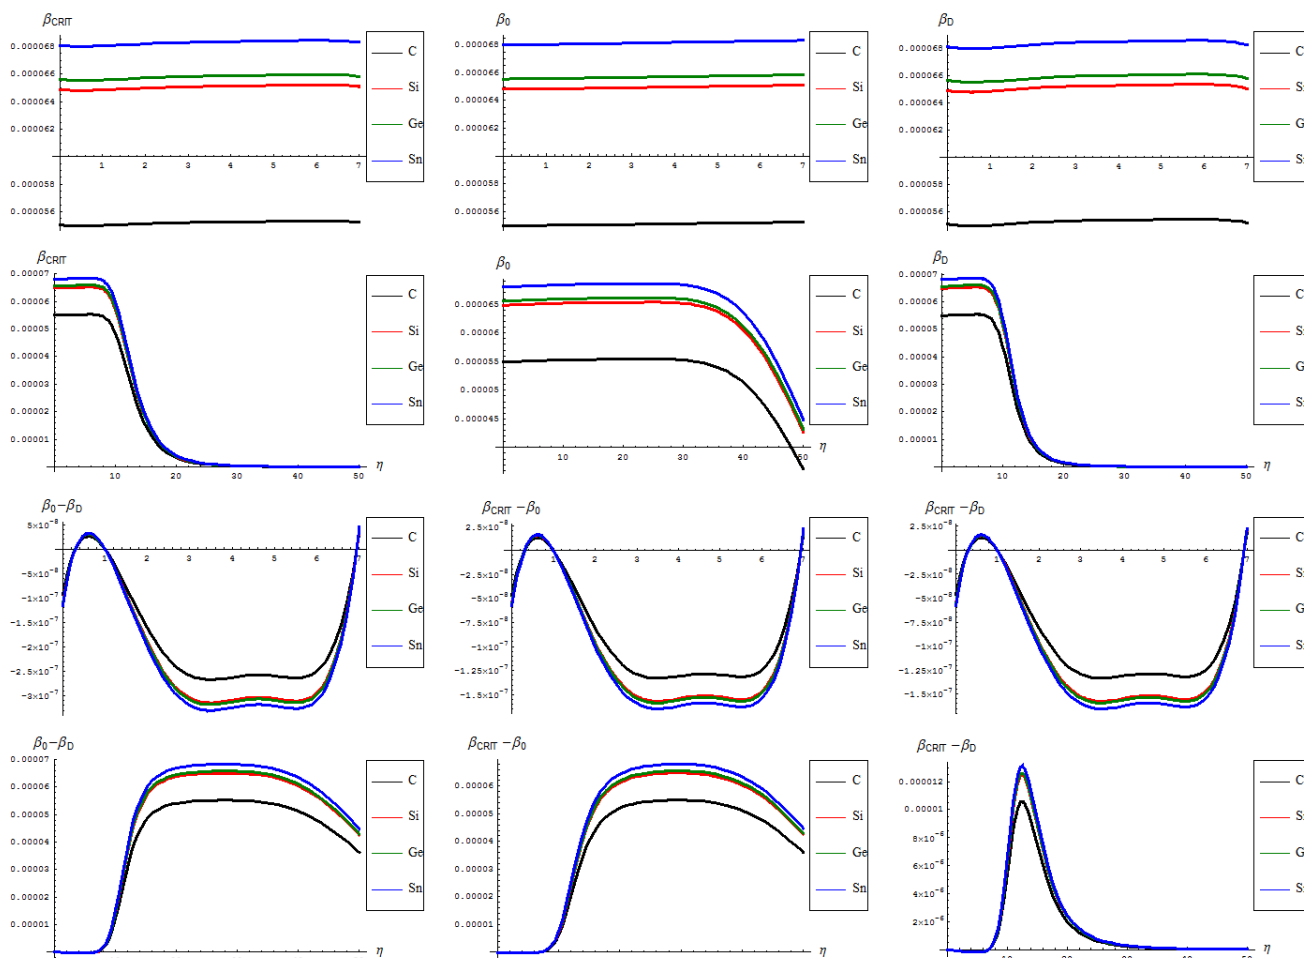 βCRIT
0.000068
0.000066
0.000064
0.000062
0.000058
0.000056
1 2 3 4 5 6 7
C
Si
Ge
Sn
β0
0.000068
0.000066
0.000064
0.000062
0.000058
0.000056
1 2 3 4 5 6 7
C
Si
Ge
Sn
βD
0.000068
0.000066
0.000064
0.000062
0.000058
0.000056
1 2 3 4 5 6 7
C
Si
G
Sn
βCRIT
0.00007
0.00006
0.00005
0.00004
0.00003
0.00002
0.00001
10 20 30 40 50
η
C
Si
Ge
Sn
β0
0.000065
0.00006
0.000055
0.00005
0.000045
10 20 30 40 50
η
C
Si
Ge
Sn
βD
0.00007
0.00006
0.00005
0.00004
0.00003
0.00002
0.00001
10 20 30 40 50
η
C
Si
G
Sn
β0−βD
5×10⁻⁸
-5×10⁻⁸
-1×10⁻⁷
-1.5×10⁻⁷
-2×10⁻⁷
-2.5×10⁻⁷
-3×10⁻⁷
1 2 3 4 5 6 7
C
Si
Ge
Sn
βCRIT −β0
2.5×10⁻⁸
-2.5×10⁻⁸
-5×10⁻⁸
-7.5×10⁻⁸
-1×10⁻⁷
-1.25×10⁻⁷
-1.5×10⁻⁷
1 2 3 4 5 6 7
C
Si
Ge
Sn
βCRIT −βD
2.5×10⁻⁸
-2.5×10⁻⁸
-5×10⁻⁸
-7.5×10⁻⁸
-1×10⁻⁷
-1.25×10⁻⁷
-1.5×10⁻⁷
1 2 3 4 5 6 7
C
Si
G
Sn
β0−βD
0.00007
0.00006
0.00005
0.00004
0.00003
0.00002
0.00001
η
C
Si
Ge
Sn
βCRIT −β0
0.00007
0.00006
0.00005
0.00004
0.00003
0.00002
0.00001
η
C
Si
Ge
Sn
βCRIT −βD
0.000012
0.00001
8×10⁻⁶
6×10⁻⁶
4×10⁻⁶
2×10⁻⁶
η
C
Si
G
Sn